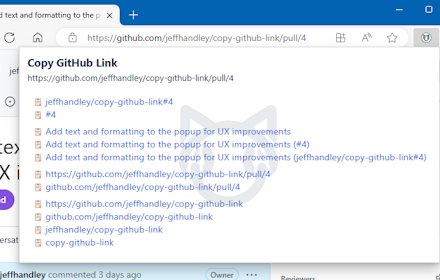 dd text and formatting to the p
https://github.com/jeffhandley/copy-github-link/pull/4
Copy GitHub Link
https://github.com/jeffhandley/copy-github-link/pull/4
jeffhandley/copy-github-link#4
#4
Add text and formatting to the popup for UX improvements
Add text and formatting to the popup for UX improvements (#4)
Add text and formatting to the popup for UX improvements (jeffhandley/copy-github-link#4)
https://github.com/jeffhandley/copy-github-link/pull/4
github.com/jeffhandley/copy-github-link/pull/4
https://github.com/jeffhandley/copy-github-link
github.com/jeffhandley/copy-github-link
jeffhandley/copy-github-link
copy-github-link
jeffhandley commented 3 days ago
Owner
Reviewers